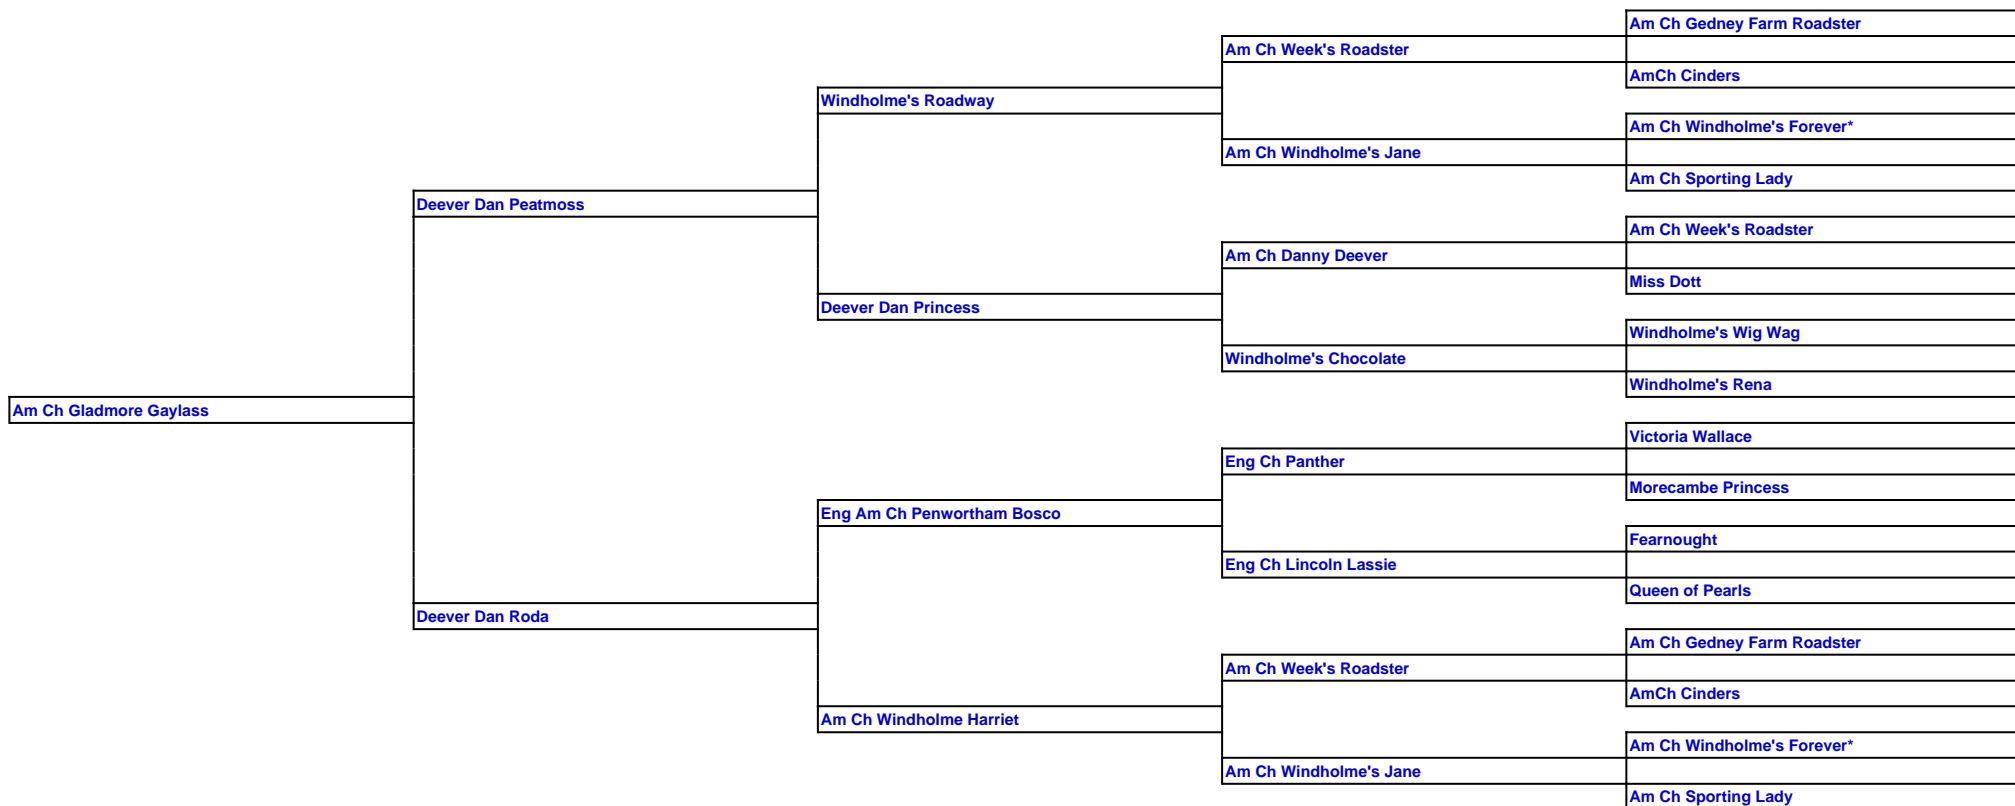 Am Ch Gedney Farm Roadster
Am Ch Week's Roadster
AmCh Cinders
Windholme's Roadway
Am Ch Windholme's Forever*
Am Ch Windholme's Jane
Am Ch Sporting Lady
Deever Dan Peatmoss
Am Ch Week's Roadster
Am Ch Danny Deever
Miss Dott
Deever Dan Princess
Windholme's Wig Wag
Windholme's Chocolate
Windholme's Rena
Am Ch Gladmore Gaylass
Victoria Wallace
Eng Ch Panther
Morecambe Princess
Eng Am Ch Penwortham Bosco
Fearnought
Eng Ch Lincoln Lassie
Queen of Pearls
Deever Dan Roda
Am Ch Gedney Farm Roadster
Am Ch Week's Roadster
AmCh Cinders
Am Ch Windholme Harriet
Am Ch Windholme's Forever*
Am Ch Windholme's Jane
Am Ch Sporting Lady